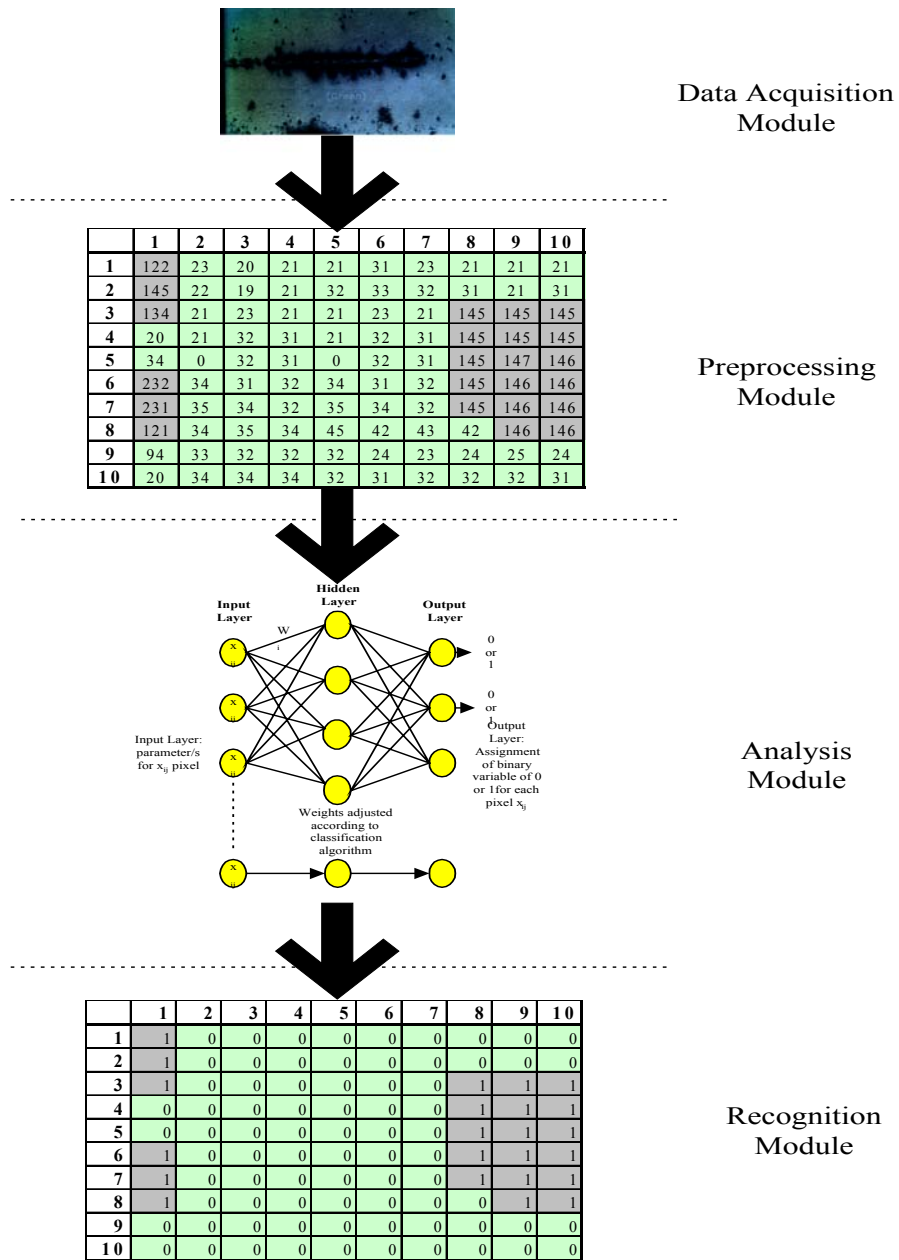 Data Acquisition
Module
1 2 3 4 5 6 7 8 9 10
1 122 23 20 21 21 31 23 21 21 21
2 145 22 19 21 32 33 32 31 21 31
3 134 21 23 21 21 23 21 145 145 145
4 20 21 32 31 21 32 31 145 145 145
5 34 0 32 31 0 32 31 145 147 146
6 232 34 31 32 34 31 32 145 146 146
7 231 35 34 32 35 34 32 145 146 146
8 121 34 35 34 45 42 43 42 146 146
9 94 33 32 32 32 24 23 24 25 24
10 20 34 34 34 32 31 32 32 32 31
Preprocessing
Module
Input
Layer
Hidden
Layer
Output
Layer
W
i
x
ij
x
ij
x
ij
x
ij
0
or
1
0
or
1
Input Layer:
parameter/s
for xij pixel
Output
Layer:
Assignment
of binary
variable of 0
or 1for each
pixel xij
Weights adjusted
according to
classification
algorithm
Analysis
Module
1 2 3 4 5 6 7 8 9 10
1 1 0 0 0 0 0 0 0 0 0
2 1 0 0 0 0 0 0 0 0 0
3 1 0 0 0 0 0 0 1 1 1
4 0 0 0 0 0 0 0 1 1 1
5 0 0 0 0 0 0 0 1 1 1
6 1 0 0 0 0 0 0 1 1 1
7 1 0 0 0 0 0 0 1 1 1
8 1 0 0 0 0 0 0 0 1 1
9 0 0 0 0 0 0 0 0 0 0
10 0 0 0 0 0 0 0 0 0 0
Recognition
Module